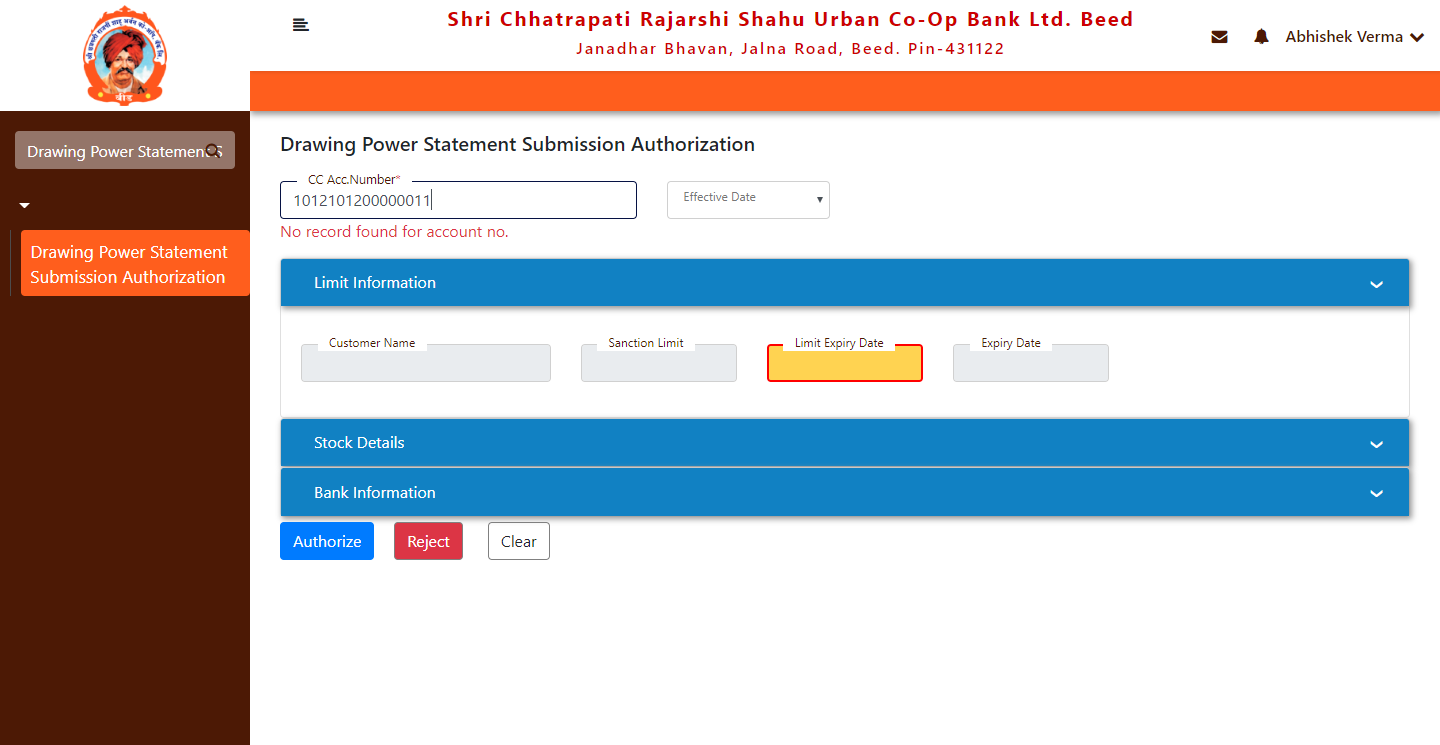 Shri Chhatrapati Rajarshi Shahu Urban Co-Op Bank Ltd. Beed
Janadhar Bhavan, Jalna Road, Beed. Pin-431122
Abhishek Verma
बीड
Drawing Power Statement S
Drawing Power Statement
Submission Authorization
Drawing Power Statement Submission Authorization
CC Acc.Number*
1012101200000011
Effective Date
No record found for account no.
Limit Information
Customer Name
Sanction Limit
Limit Expiry Date
Expiry Date
Stock Details
Bank Information
Authorize
Reject
Clear